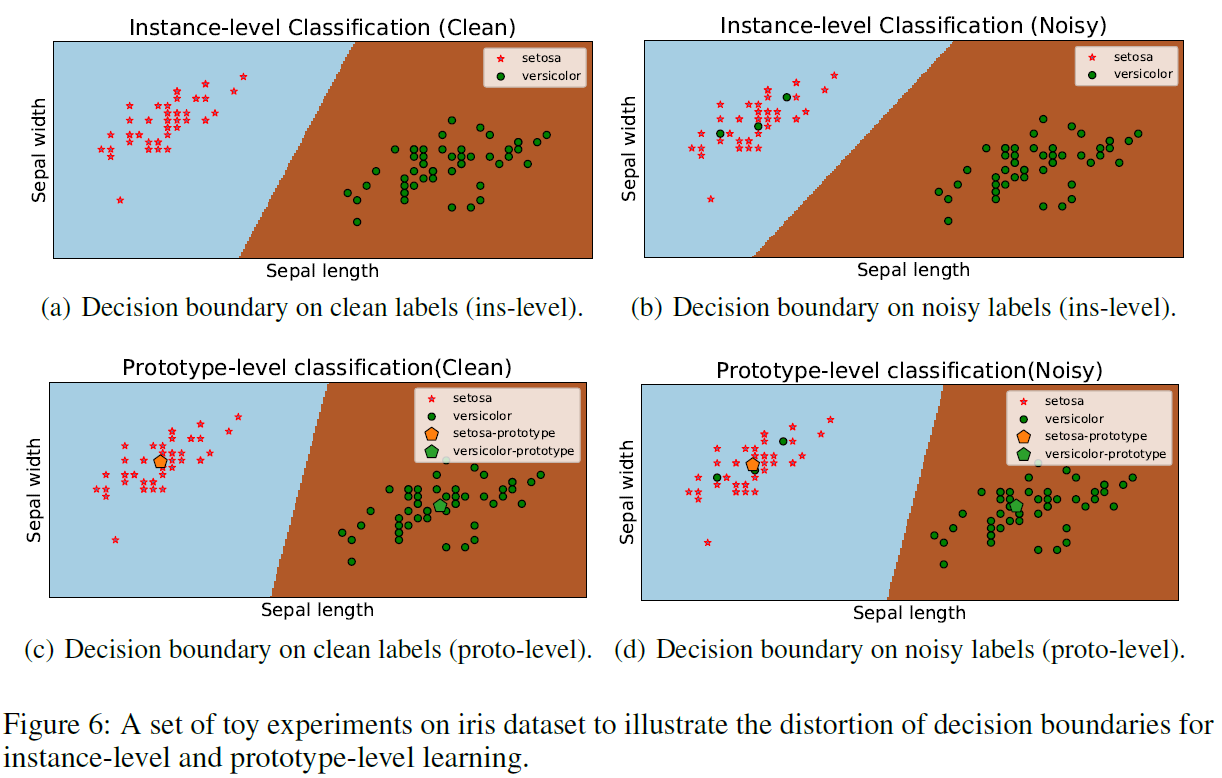 Instance-level Classification (Clean)
setosa
versicolor
Sepal width
Sepal length
(a) Decision boundary on clean labels (ins-level).
Instance-level Classification (Noisy)
setosa
versicolor
Sepal width
Sepal length
(b) Decision boundary on noisy labels (ins-level).
Prototype-level classification(Clean)
setosa
versicolor
setosa-prototype
versicolor-prototype
Sepal width
Sepal length
(c) Decision boundary on clean labels (proto-level).
Prototype-level classification(Noisy)
setosa
versicolor
setosa-prototype
versicolor-prototype
Sepal width
Sepal length
(d) Decision boundary on noisy labels (proto-level).
Figure 6: A set of toy experiments on iris dataset to illustrate the distortion of decision boundaries for
instance-level and prototype-level learning.